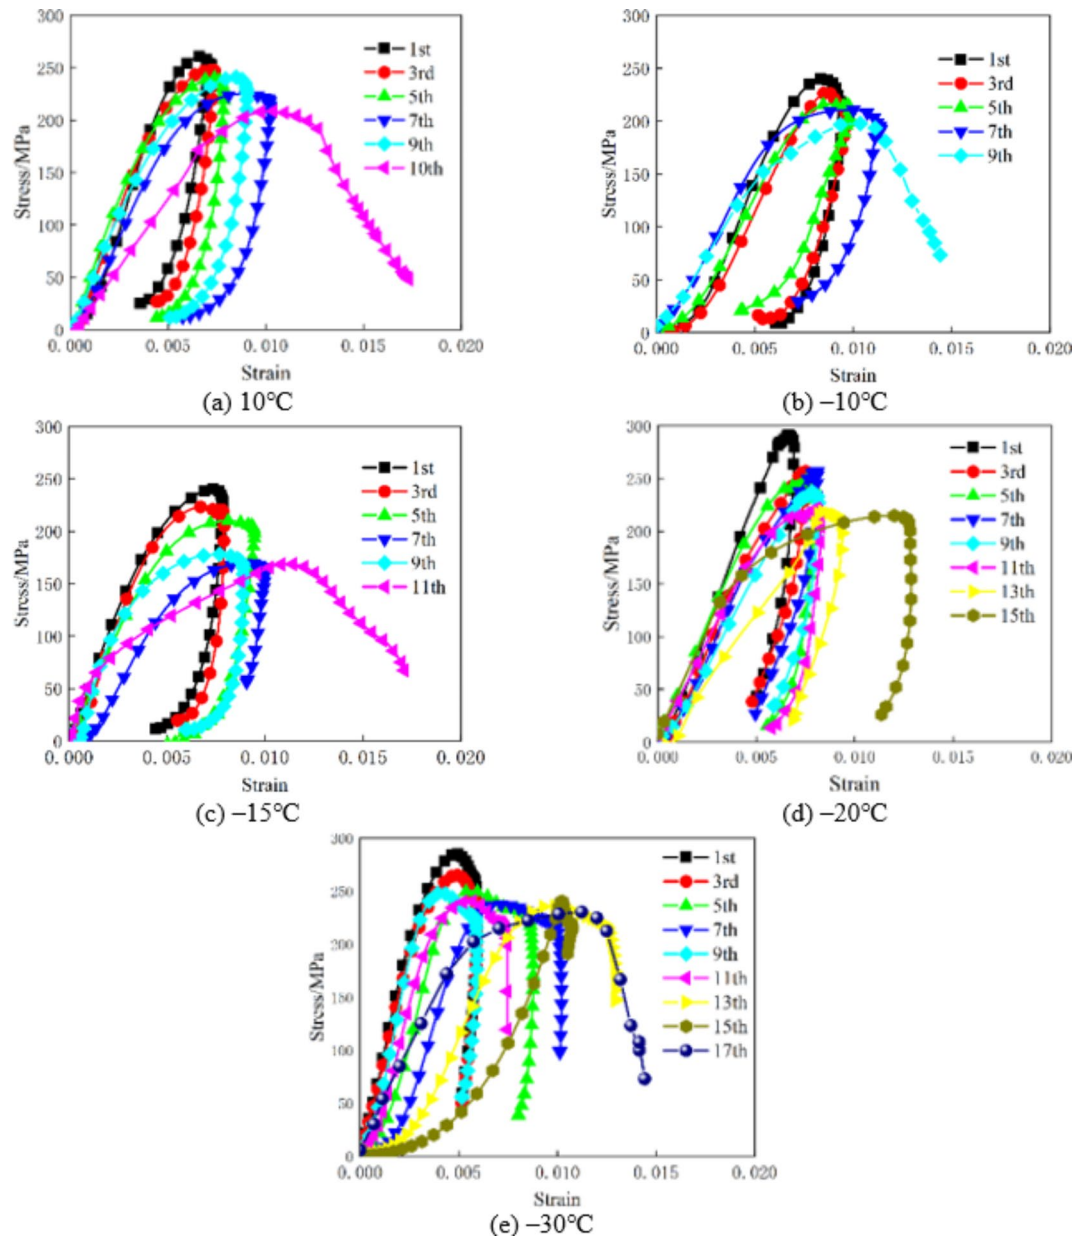 300
250
200
150
100
50
0
Stress/MPa
1st
3rd
5th
7th
9th
10th
0.000 0.005 0.010 0.015 0.020
Strain
(a) 10℃
300
250
200
150
100
50
0
Stress/MPa
1st
3rd
5th
7th
9th
0.000 0.005 0.010 0.015 0.020
Strain
(b) –10℃
300
250
200
150
100
50
0
Stress/MPa
1st
3rd
5th
7th
9th
11th
0.000 0.005 0.010 0.015 0.020
Strain
(c) –15℃
300
250
200
150
100
50
0
Stress/MPa
1st
3rd
5th
7th
9th
11th
13th
15th
0.000 0.005 0.010 0.015 0.020
Strain
(d) –20℃
300
250
200
150
100
50
0
Stress/MPa
1st
3rd
5th
7th
9th
11th
13th
15th
17th
0.000 0.005 0.010 0.015 0.020
Strain
(e) –30℃